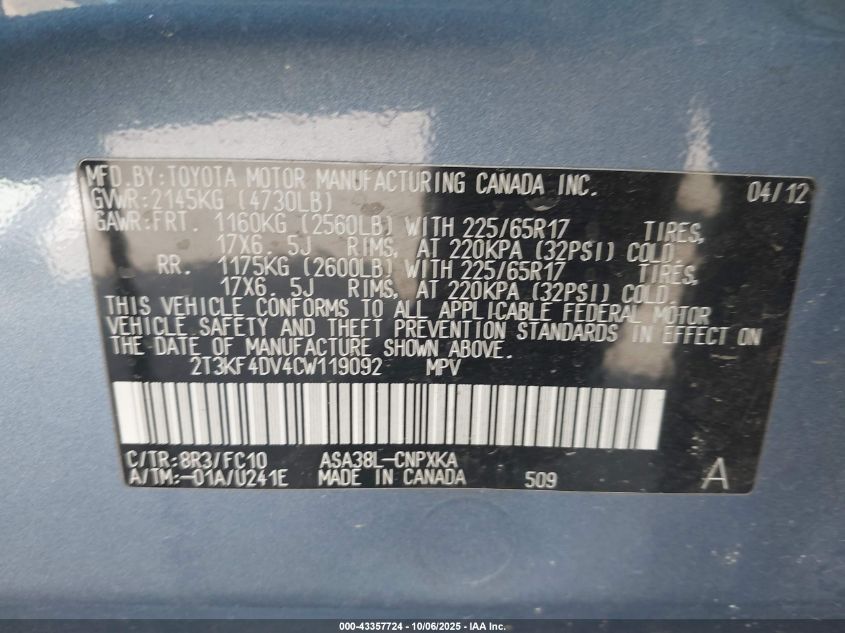 MFD.BY:TOYOTA MOTOR MANUFACTURING CANADA INC. 04/12
GVWR:2145KG (4730LB)
GAWR:FRT. 1160KG (2560LB) WITH 225/65R17 TIRES,
17X6.5J RIMS, AT 220KPA (32PSI) COLD.
RR. 1175KG (2600LB) WITH 225/65R17 TIRES,
17X6.5J RIMS, AT 220KPA (32PSI) COLD.
THIS VEHICLE CONFORMS TO ALL APPLICABLE FEDERAL MOTOR
VEHICLE SAFETY AND THEFT PREVENTION STANDARDS IN EFFECT ON
THE DATE OF MANUFACTURE SHOWN ABOVE.
2T3KF4DV4CW119092 MPV
C/TR:8R3/FC10 ASA38L-CNPXKA
A/TM:-01A/U241E MADE IN CANADA 509 A
000-43357724 | 10/06/2025 - IAA Inc.